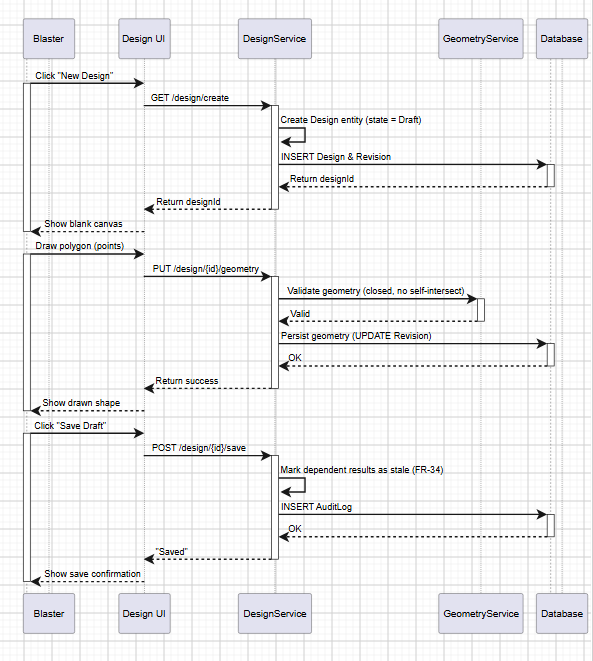 Blaster Design UI DesignService GeometryService Database
Click "New Design"
GET /design/create
Create Design entity (state = Draft)
INSERT Design & Revision
Return designId
Return designId
Show blank canvas
Draw polygon (points)
PUT /design/{id}/geometry
Validate geometry (closed, no self-intersect)
Valid
Persist geometry (UPDATE Revision)
OK
Return success
Show drawn shape
Click "Save Draft"
POST /design/{id}/save
Mark dependent results as stale (FR-34)
INSERT AuditLog
OK
"Saved"
Show save confirmation
Blaster Design UI DesignService GeometryService Database